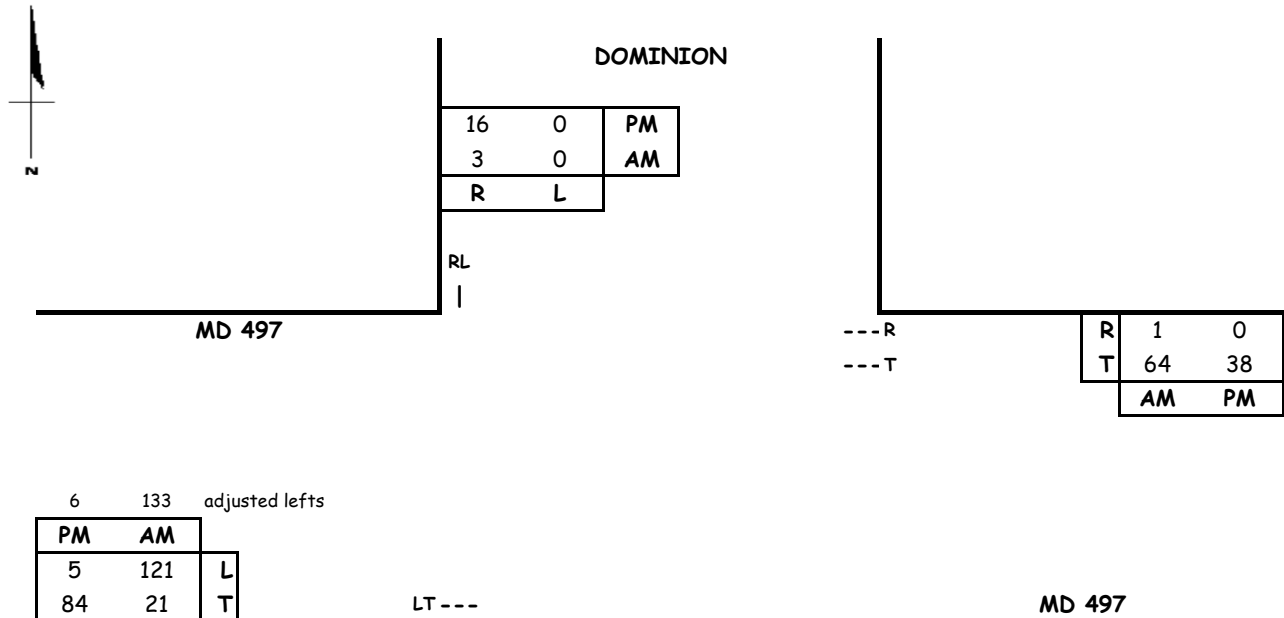 DOMINION
16 0 PM
3 0 AM
R L
N
RL
|
MD 497
---R
---T
R 1 0
T 64 38
AM PM
6 133 adjusted lefts
PM AM
5 121 L
84 21 T
LT---
MD 497